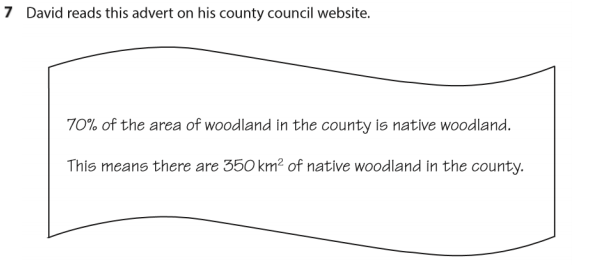 7 David reads this advert on his county council website.
70% of the area of woodland in the county is native woodland.
This means there are 350 km² of native woodland in the county.